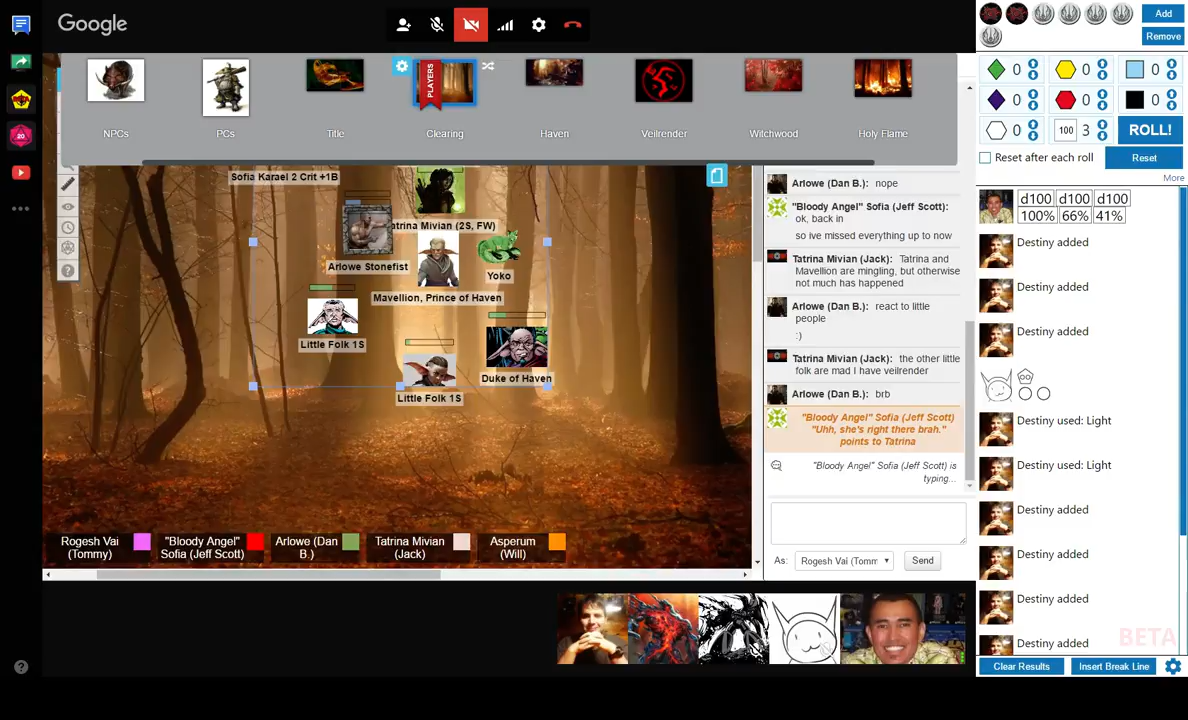 Google
Add
Remove
PLAYERS
NPCs
PCs
Title
Clearing
Haven
Veilrender
Witchwood
Holy Flame
0
0
0
0
0
0
0
100
3
ROLL!
Reset after each roll
Reset
More
20
Sofia Karael 2 Crit +1B
atrina Mivian (2S, FW)
Arlowe Stonefist
Yoko
Mavellion, Prince of Haven
Little Folk 1S
Duke of Haven
Little Folk 1S
Arlowe (Dan B.): nope
"Bloody Angel" Sofia (Jeff Scott):
ok, back in
so ive missed everything up to now
Tatrina Mivian (Jack): Tatrina and
Mavellion are mingling, but otherwise
not much has happened
Arlowe (Dan B.): react to little
people
:)
Tatrina Mivian (Jack): the other little
folk are mad I have veilrender
Arlowe (Dan B.): brb
"Bloody Angel" Sofia (Jeff Scott)
"Uhh, she's right there brah."
points to Tatrina
"Bloody Angel" Sofia (Jeff Scott) is
typing...
As:
Rogesh Vai (Tomm
Send
d100 d100 d100
100% 66% 41%
Destiny added
Destiny added
Destiny added
Destiny used: Light
Destiny used: Light
Destiny added
Destiny added
Destiny added
Destiny added
BETA
Clear Results
Insert Break Line
Rogesh Vai
(Tommy)
"Bloody Angel"
Sofia (Jeff Scott)
Arlowe (Dan
B.)
Tatrina Mivian
(Jack)
Asperum
(Will)